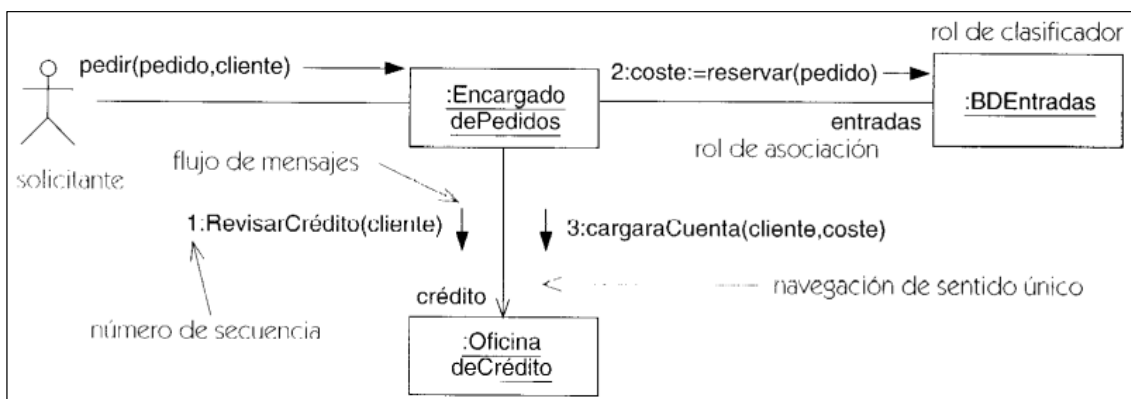 rol de clasificador
pedir(pedido,cliente)
2:coste:=reservar(pedido)
:Encargado
dePedidos
:BDEntradas
entradas
rol de asociación
flujo de mensajes
solicitante
1:RevisarCrédito(cliente)
3:cargaraCuenta(cliente,coste)
crédito
navegación de sentido único
número de secuencia
:Oficina
deCrédito